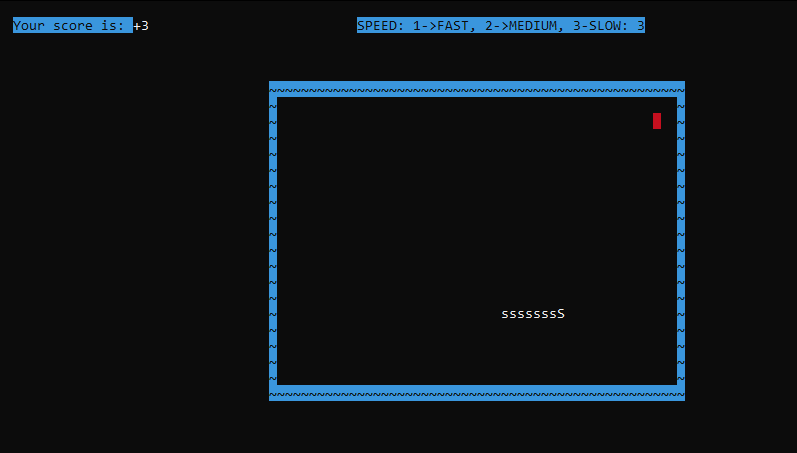 Your score is: +3
SPEED: 1->FAST, 2->MEDIUM, 3-SLOW: 3
sssssssS